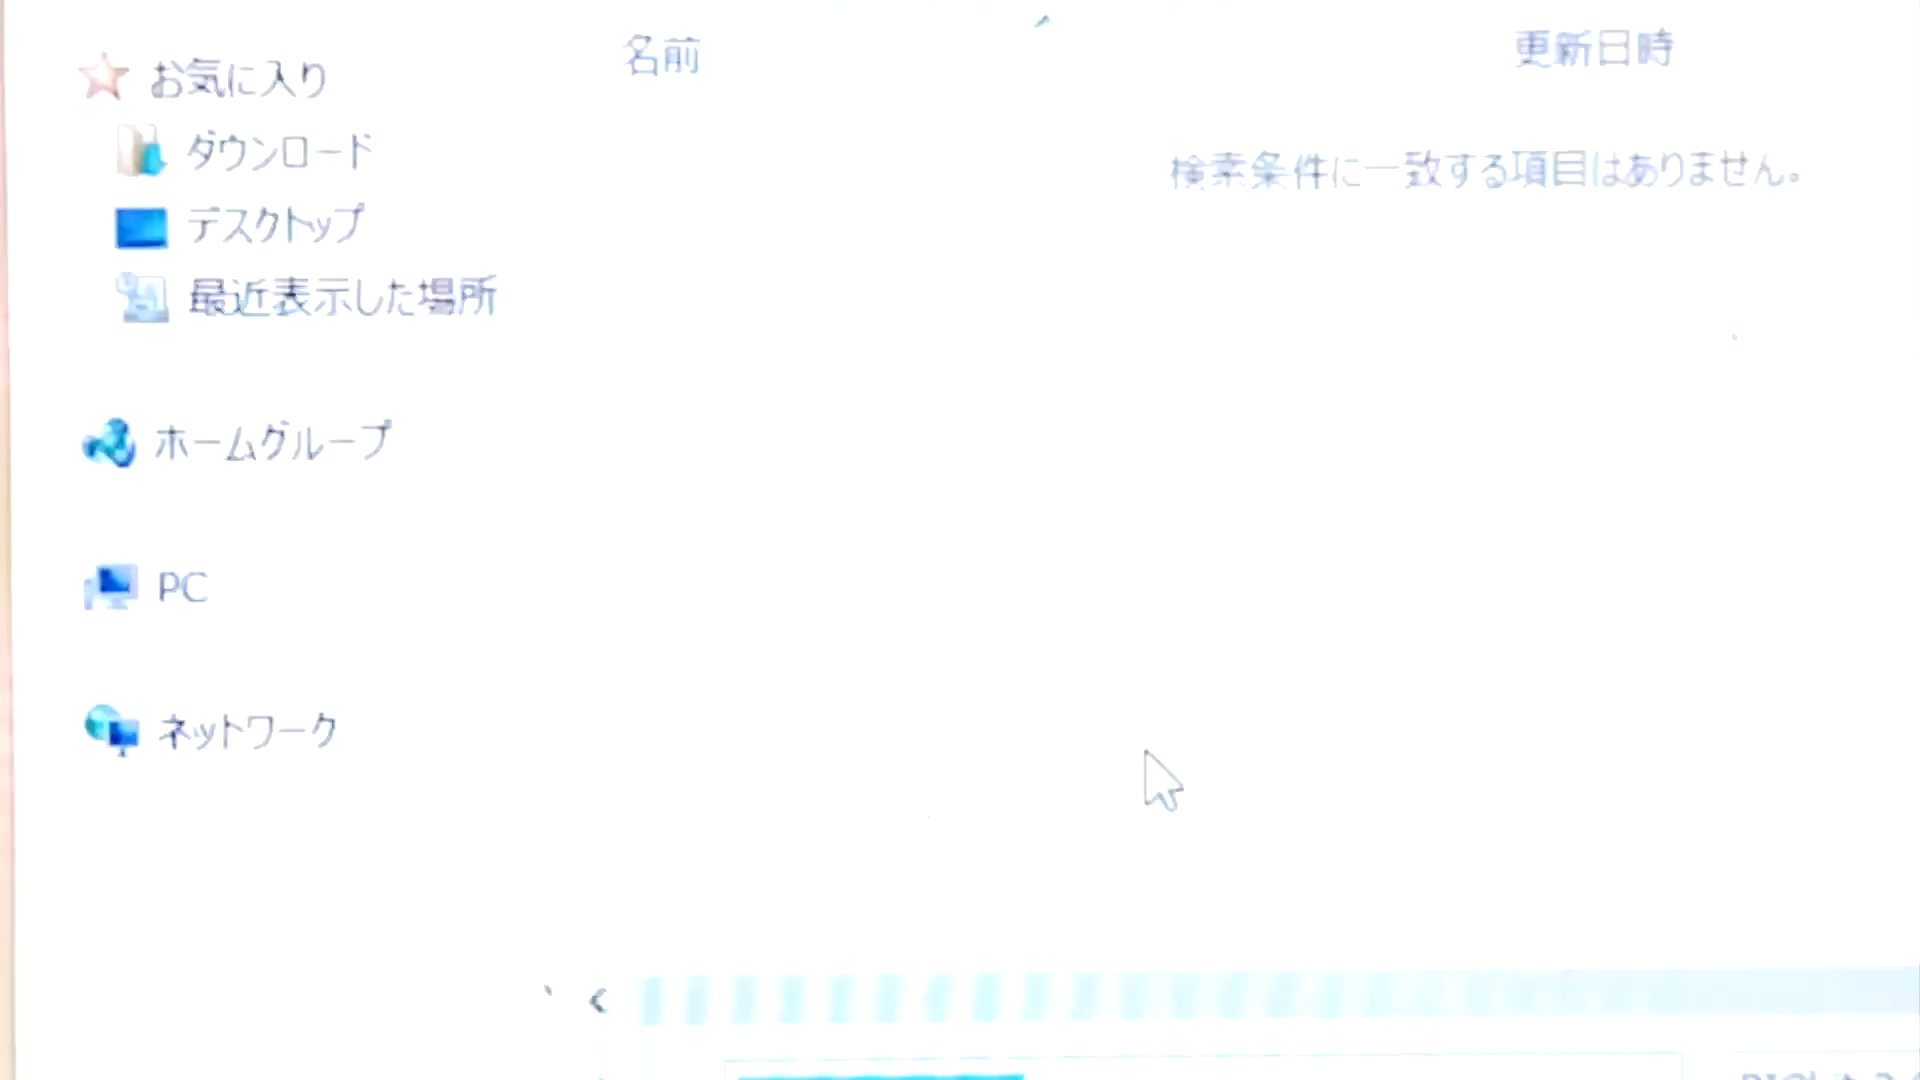 お気に入り
名前
更新日時
ダウンロード
検索条件に一致する項目はありません。
デスクトップ
最近表示した場所
ホームグループ
PC
ネットワーク